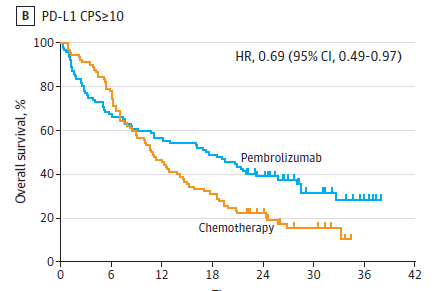 B PD-L1 CPS≥10
HR, 0.69 (95% CI, 0.49-0.97)
Overall survival, %
100
80
60
40
20
0
Pembrolizumab
Chemotherapy
0 6 12 18 24 30 36 42